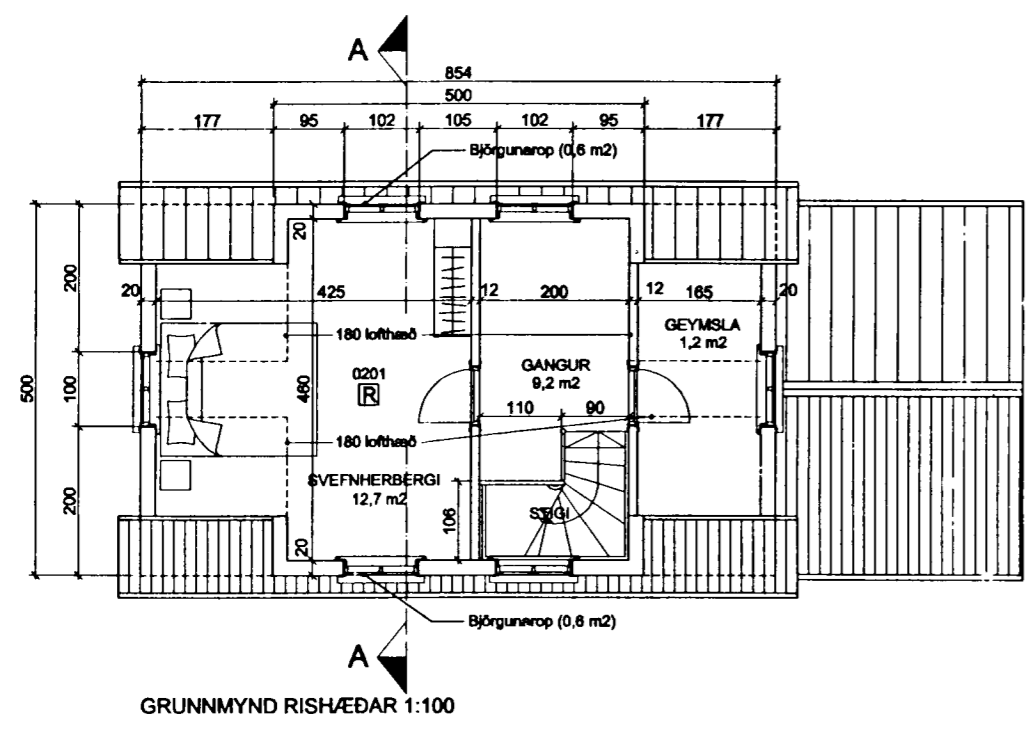 A
854
500
177 95 102 105 102 95 177
Björgunarop (0,6 m2)
20
200
20 425 12 200 12 165 20
GEYMSLA
1,2 m2
180 lofthæð
GANGUR
9,2 m2
0201
R
500
100
460
110 90
180 lofthæð
SVEFNHERBERGI
12,7 m2
200
106
STIGI
20
Björgunarop (0,6 m2)
A
GRUNNMYND RISHÆÐAR 1:100